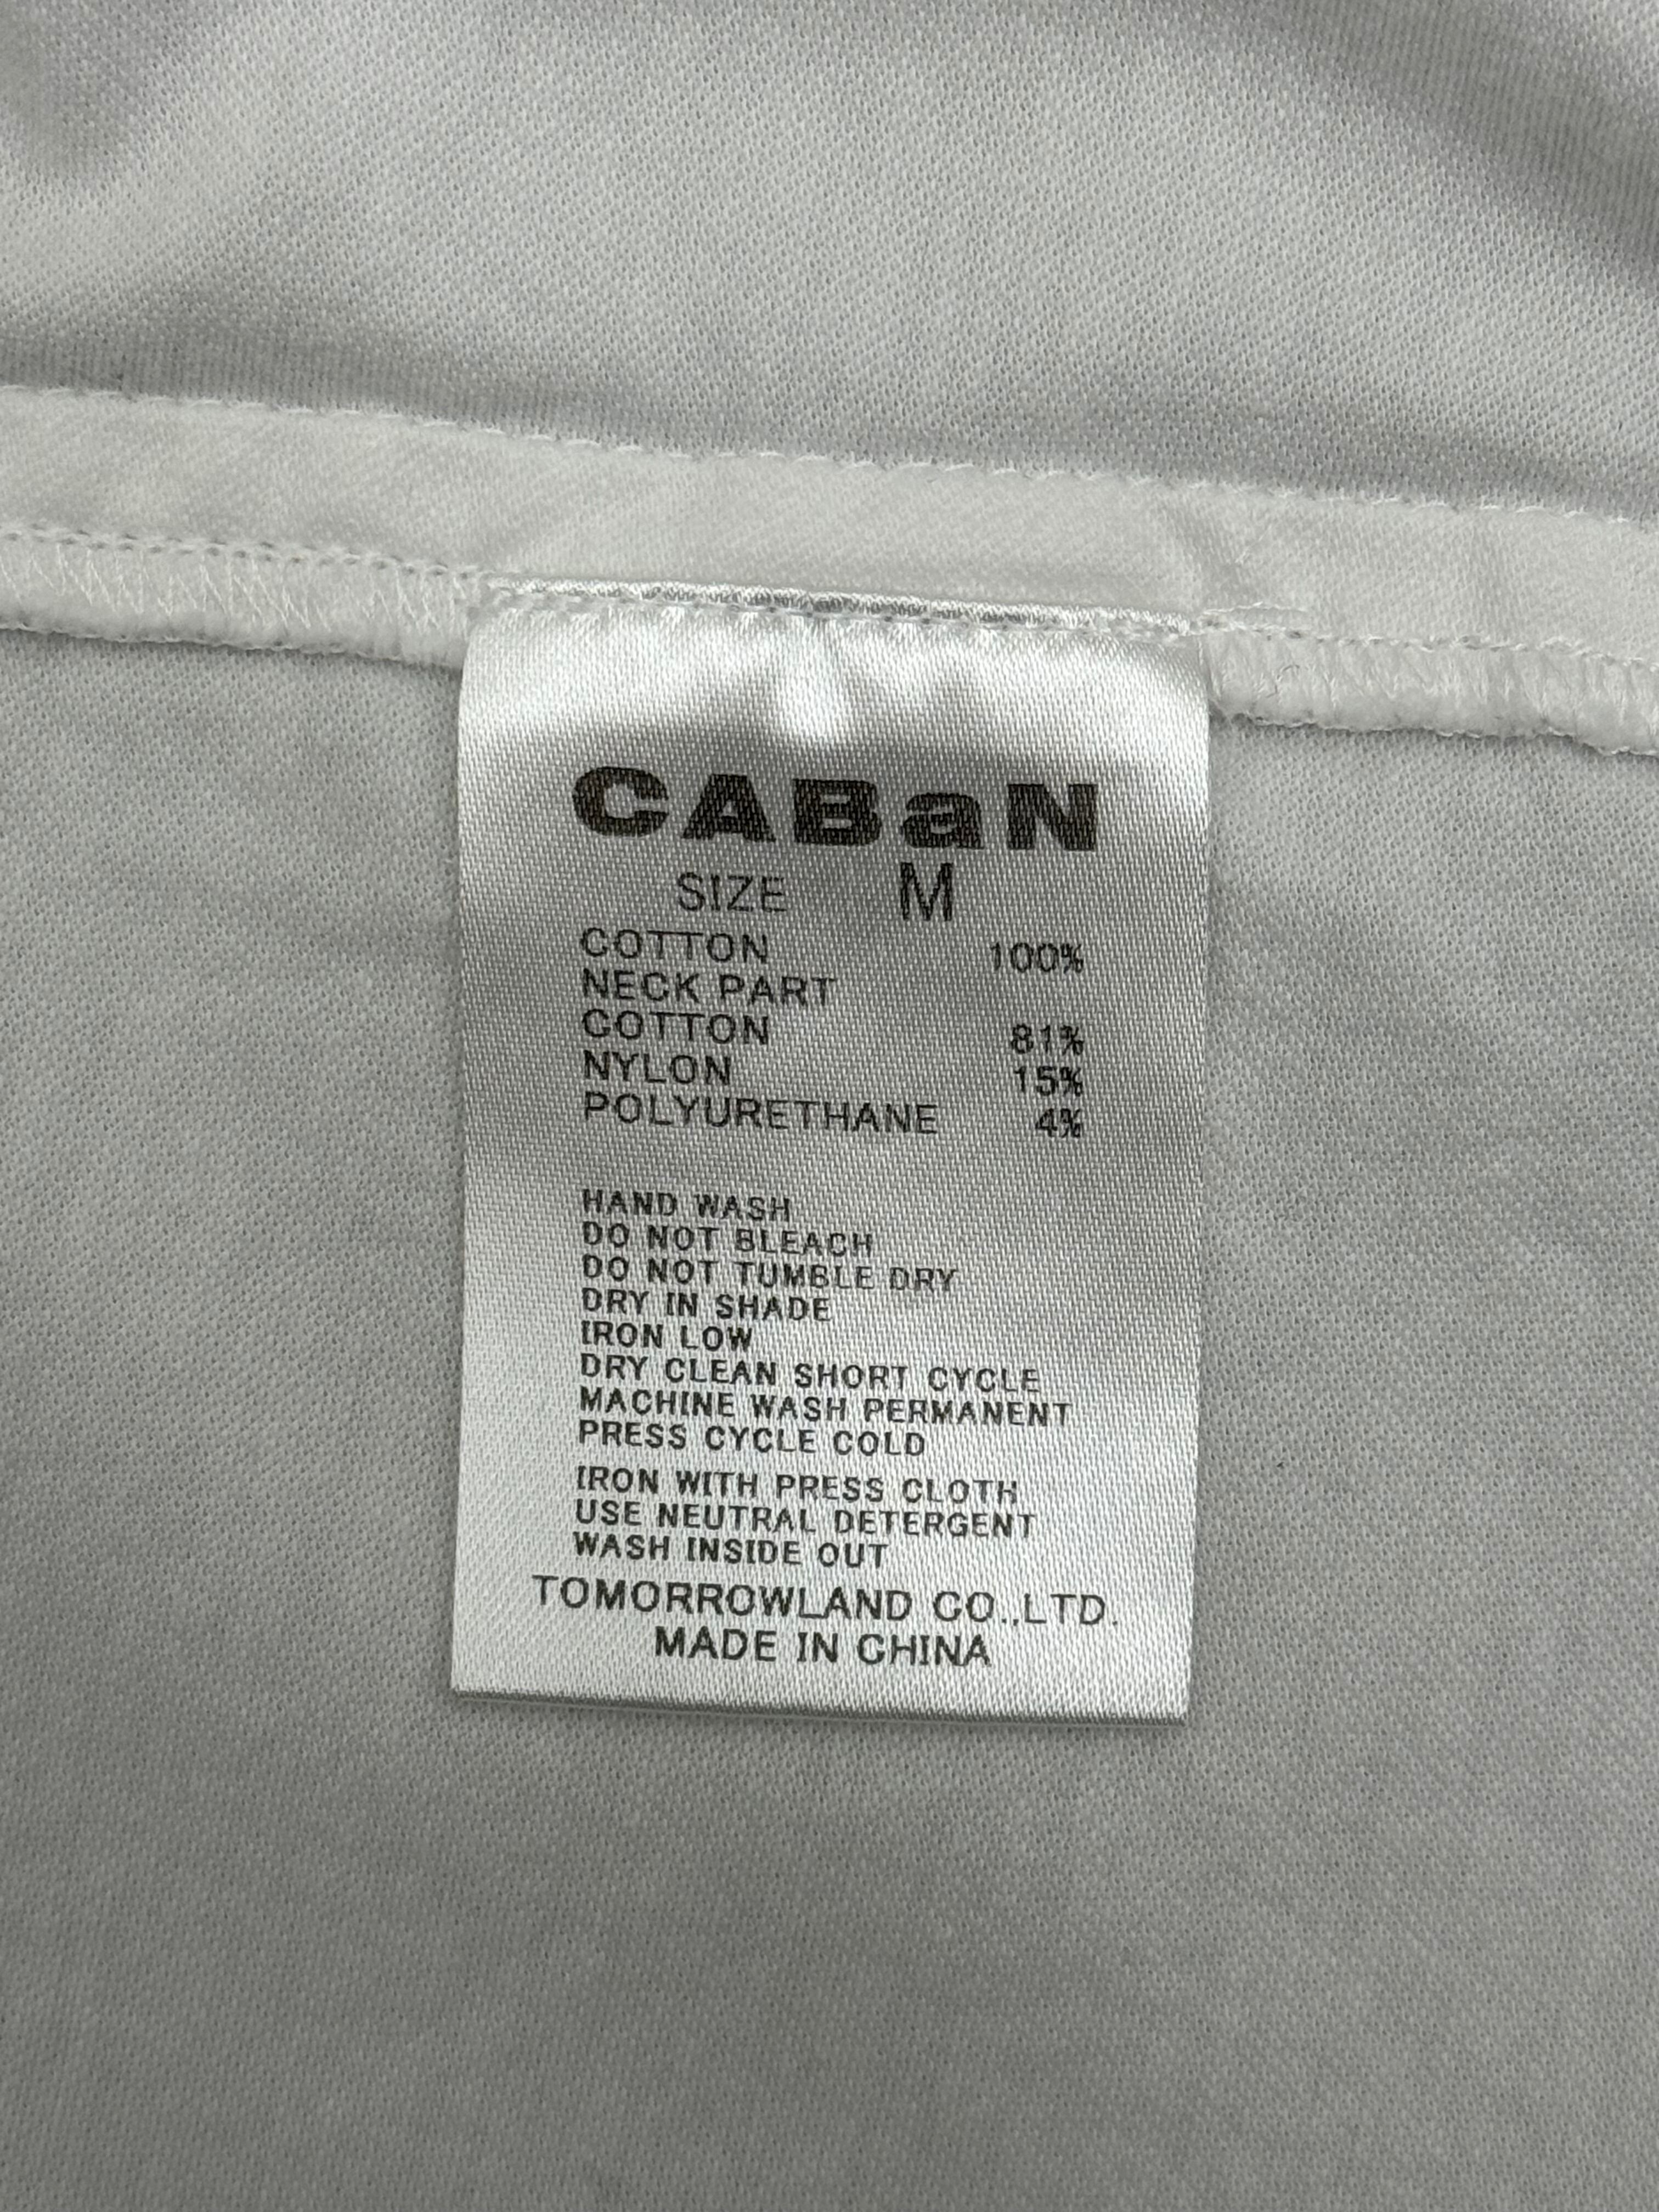 CABaN
SIZE M
COTTON 100%
NECK PART
COTTON 81%
NYLON 15%
POLYURETHANE 4%
HAND WASH
DO NOT BLEACH
DO NOT TUMBLE DRY
DRY IN SHADE
IRON LOW
DRY CLEAN SHORT CYCLE
MACHINE WASH PERMANENT
PRESS CYCLE COLD
IRON WITH PRESS CLOTH
USE NEUTRAL DETERGENT
WASH INSIDE OUT
TOMORROWLAND CO.,LTD.
MADE IN CHINA